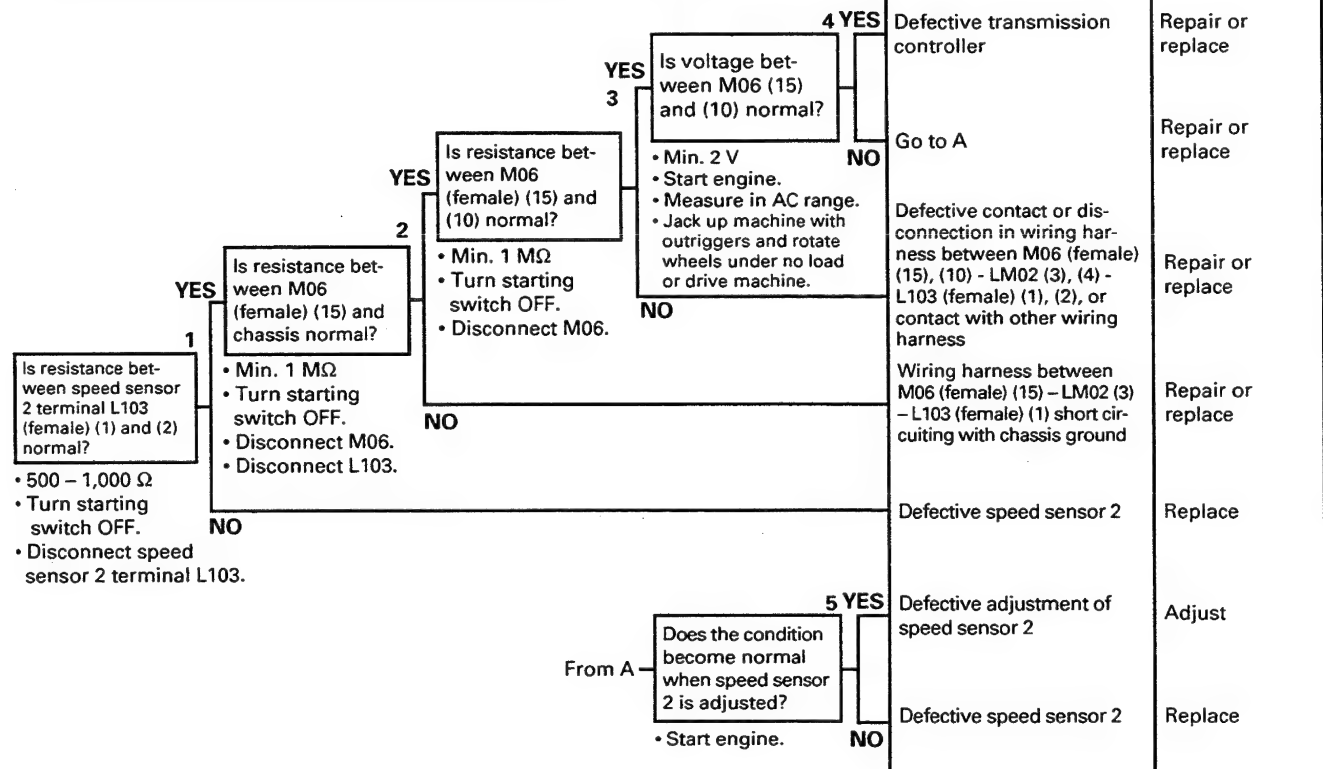 4 YES
Defective transmission
controller
Repair or
replace
YES
3
Is voltage bet-
ween M06 (15)
and (10) normal?
NO
Go to A
Repair or
replace
• Min. 2 V
• Start engine.
• Measure in AC range.
• Jack up machine with
outriggers and rotate
wheels under no load
or drive machine.
YES
2
Is resistance bet-
ween M06
(female) (15) and
(10) normal?
• Min. 1 MΩ
• Turn starting
switch OFF.
• Disconnect M06.
NO
Defective contact or dis-
connection in wiring har-
ness between M06 (female)
(15), (10) - LM02 (3), (4) -
L103 (female) (1), (2), or
contact with other wiring
harness
Repair or
replace
YES
1
Is resistance bet-
ween M06
(female) (15) and
chassis normal?
• Min. 1 MΩ
• Turn starting
switch OFF.
• Disconnect M06.
• Disconnect L103.
NO
Wiring harness between
M06 (female) (15) – LM02 (3)
– L103 (female) (1) short cir-
cuiting with chassis ground
Repair or
replace
Is resistance bet-
ween speed sensor
2 terminal L103
(female) (1) and (2)
normal?
• 500 – 1,000 Ω
• Turn starting
switch OFF.
• Disconnect speed
sensor 2 terminal L103.
NO
Defective speed sensor 2
Replace
5 YES
Defective adjustment of
speed sensor 2
Adjust
From A
Does the condition
become normal
when speed sensor
2 is adjusted?
• Start engine.
NO
Defective speed sensor 2
Replace